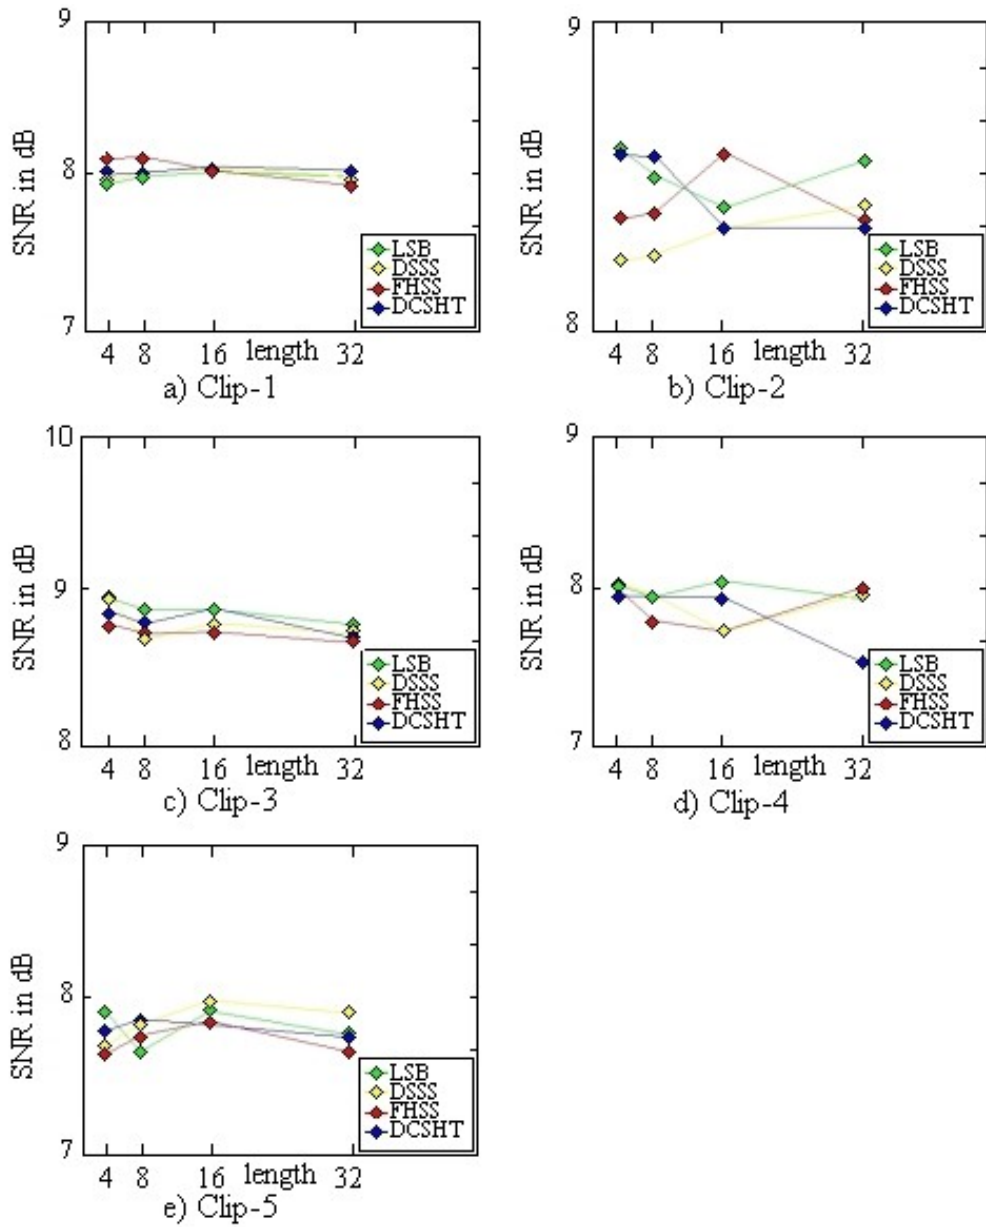 9
SNR in dB
8
7
LSB
DSSS
FHSS
DCSHT
4 8 16 length 32
a) Clip-1
9
SNR in dB
8
LSB
DSSS
FHSS
DCSHT
4 8 16 length 32
b) Clip-2
10
SNR in dB
9
8
LSB
DSSS
FHSS
DCSHT
4 8 16 length 32
c) Clip-3
9
SNR in dB
8
7
LSB
DSSS
FHSS
DCSHT
4 8 16 length 32
d) Clip-4
9
SNR in dB
8
7
LSB
DSSS
FHSS
DCSHT
4 8 16 length 32
e) Clip-5